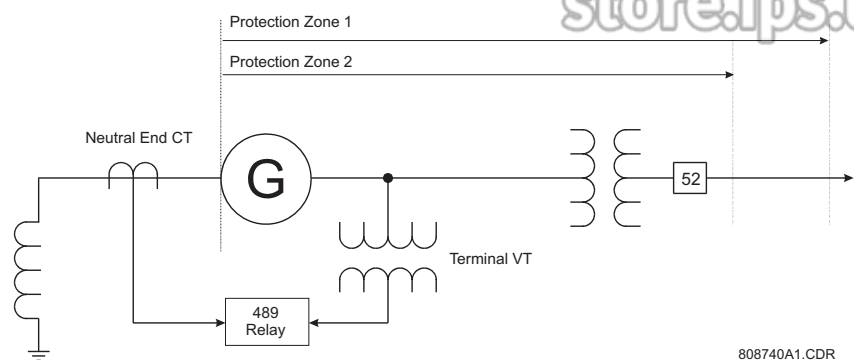 Protection Zone 1
Protection Zone 2
Neutral End CT
G
52
Terminal VT
489
Relay
808740A1.CDR